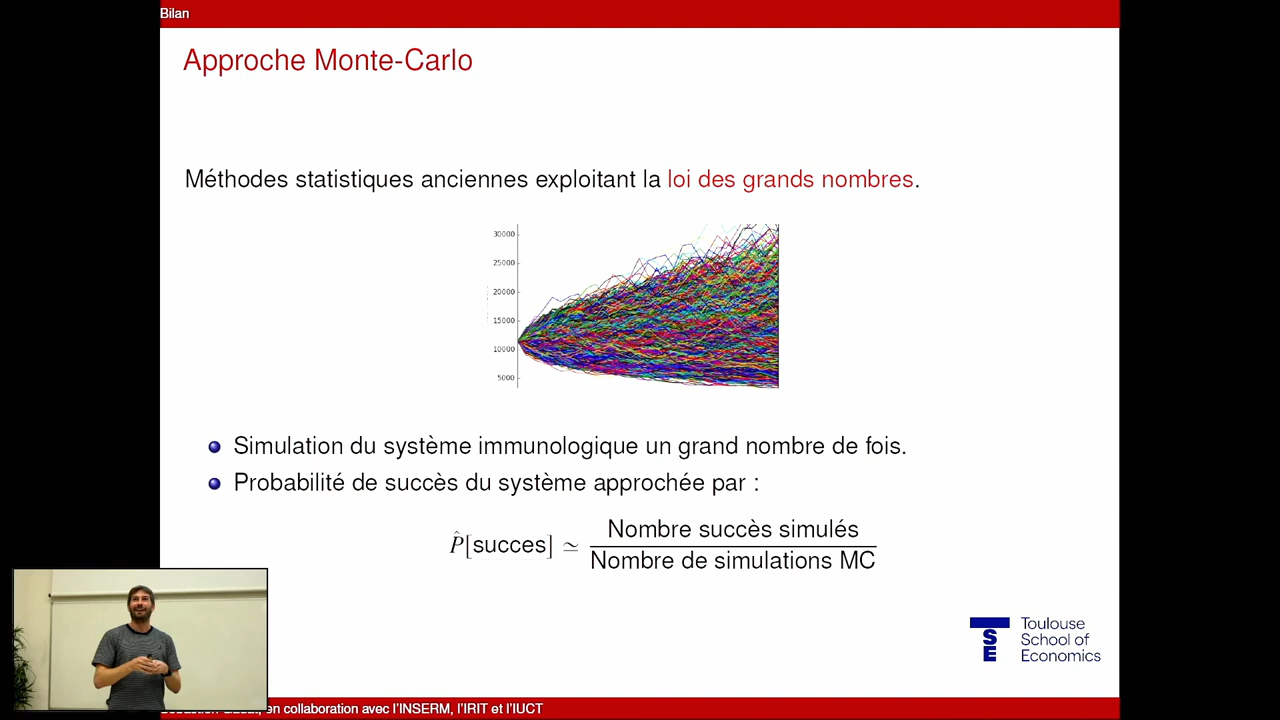 Bilan
Approche Monte-Carlo
Méthodes statistiques anciennes exploitant la loi des grands nombres.
30000
25000
20000
15000
10000
5000
Simulation du système immunologique un grand nombre de fois.
Probabilité de succès du système approchée par :
P̂[succes] ≃
Nombre succès simulés
Nombre de simulations MC
TSE
Toulouse
School of
Economics
en collaboration avec l'INSERM, l'IRIT et l'IUCT